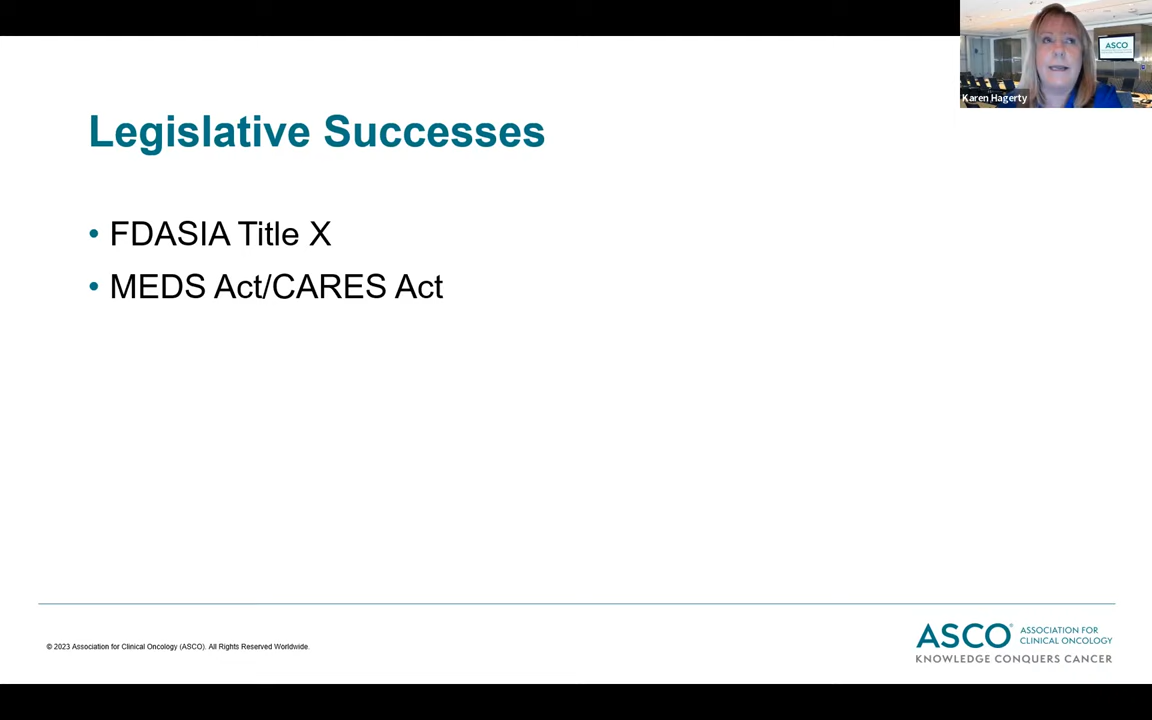 ASCO
Karen Hagerty
Legislative Successes
• FDASIA Title X
• MEDS Act/CARES Act
© 2023 Association for Clinical Oncology (ASCO). All Rights Reserved Worldwide.
ASCO® ASSOCIATION FOR
CLINICAL ONCOLOGY
KNOWLEDGE CONQUERS CANCER